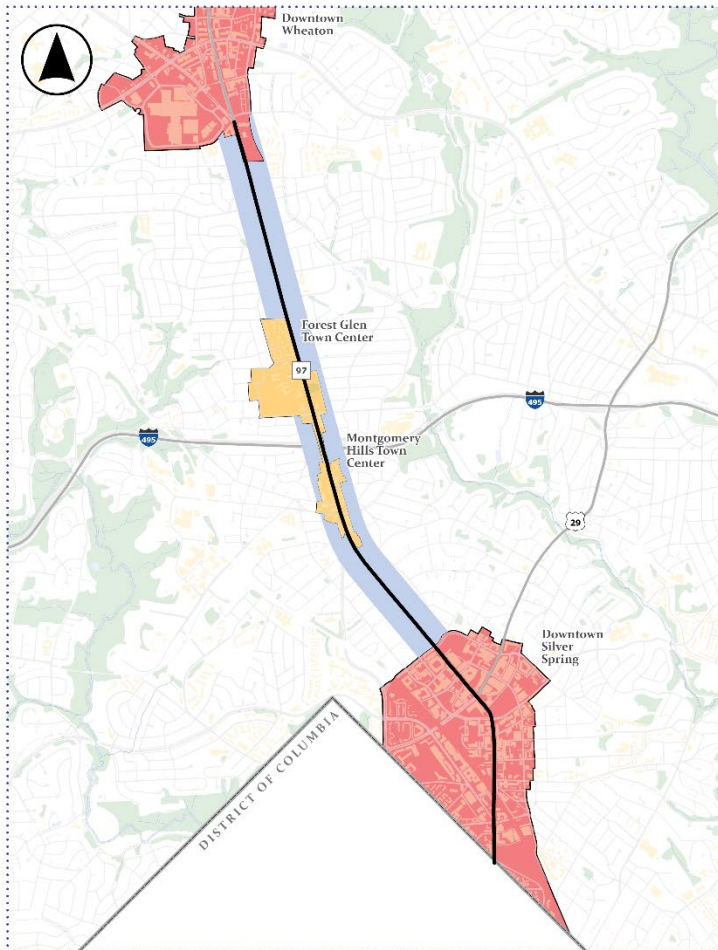 Downtown
Wheaton
Forest Glen
Town Center
97
495
Montgomery
Hills Town
Center
495
29
Downtown
Silver
Spring
DISTRICT OF COLUMBIA